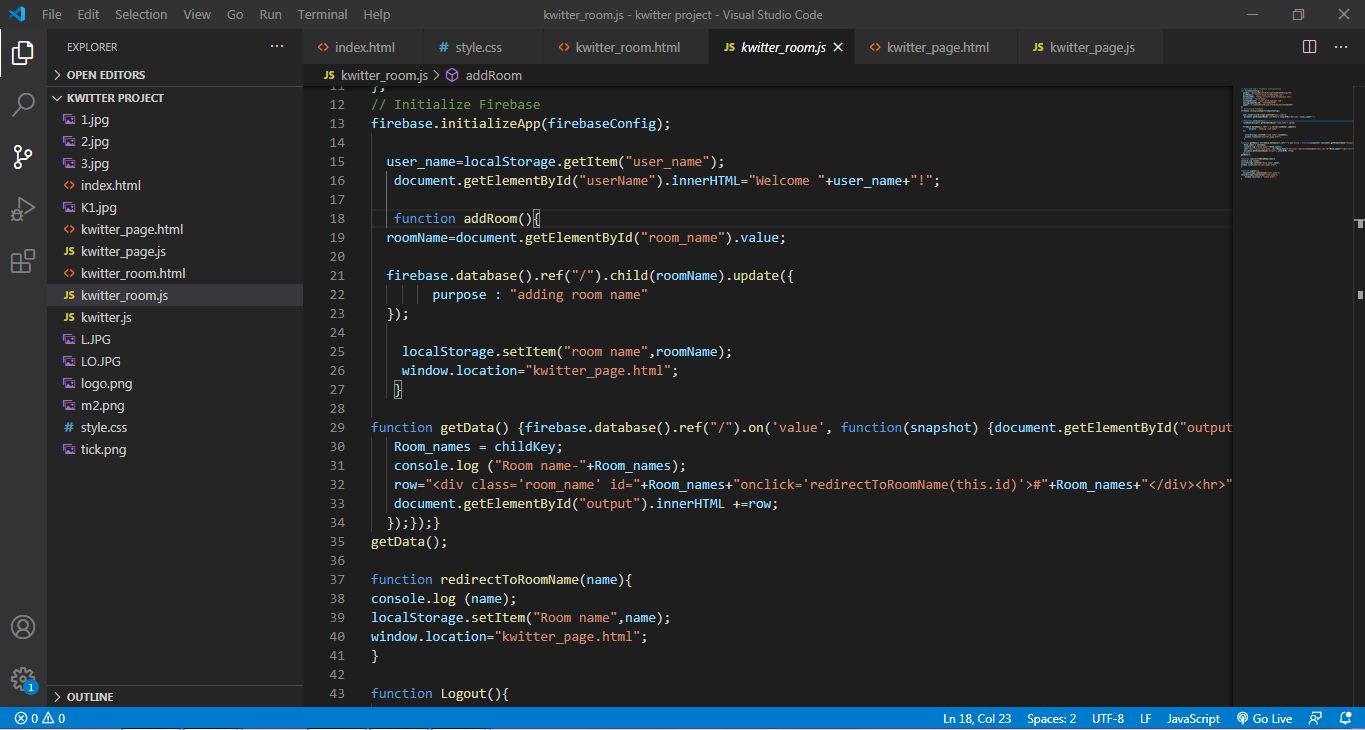 File Edit Selection View Go Run Terminal Help kwitter_room.js - kwitter project - Visual Studio Code
EXPLORER
OPEN EDITORS
KWITTER PROJECT
1.jpg
2.jpg
3.jpg
index.html
K1.jpg
kwitter_page.html
kwitter_page.js
kwitter_room.html
kwitter_room.js
kwitter.js
L.JPG
LO.JPG
logo.png
m2.png
style.css
tick.png
OUTLINE
index.html style.css kwitter_room.html kwitter_room.js kwitter_page.html kwitter_page.js
kwitter_room.js > addRoom
11 };
12 // Initialize Firebase
13 firebase.initializeApp(firebaseConfig);
14
15 user_name=localStorage.getItem("user_name");
16 document.getElementById("userName").innerHTML="Welcome "+user_name+"!";
17
18 function addRoom(){
19 roomName=document.getElementById("room_name").value;
20
21 firebase.database().ref("/").child(roomName).update({
22 purpose : "adding room name"
23 });
24
25 localStorage.setItem("room name",roomName);
26 window.location="kwitter_page.html";
27 }
28
29 function getData() {firebase.database().ref("/").on('value', function(snapshot) {document.getElementById("output
30 Room_names = childKey;
31 console.log ("Room name-"+Room_names);
32 row="<div class='room_name' id="+Room_names+"onclick='redirectToRoomName(this.id)'>#"+Room_names+"</div><hr>"
33 document.getElementById("output").innerHTML +=row;
34 });});}
35 getData();
36
37 function redirectToRoomName(name){
38 console.log (name);
39 localStorage.setItem("Room name",name);
40 window.location="kwitter_page.html";
41 }
42
43 function Logout(){
1
0 0 Ln 18, Col 23 Spaces: 2 UTF-8 LF JavaScript Go Live